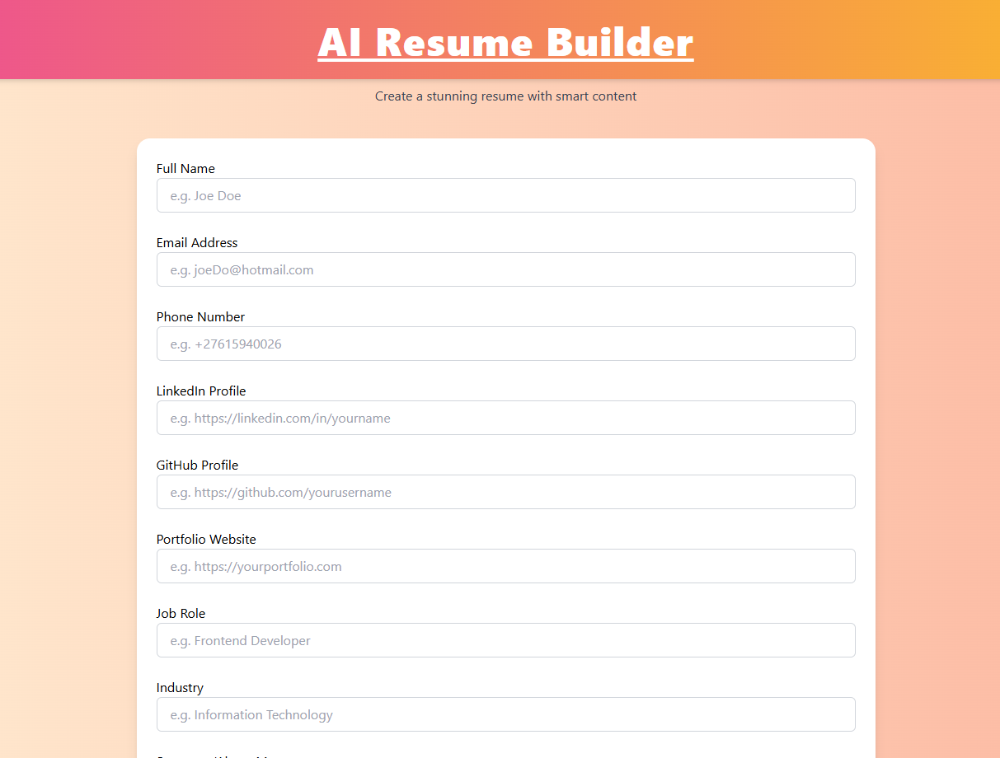 AI Resume Builder
Create a stunning resume with smart content
Full Name
e.g. Joe Doe
Email Address
e.g. joeDo@hotmail.com
Phone Number
e.g. +27615940026
LinkedIn Profile
e.g. https://linkedin.com/in/yourname
GitHub Profile
e.g. https://github.com/yourusername
Portfolio Website
e.g. https://yourportfolio.com
Job Role
e.g. Frontend Developer
Industry
e.g. Information Technology